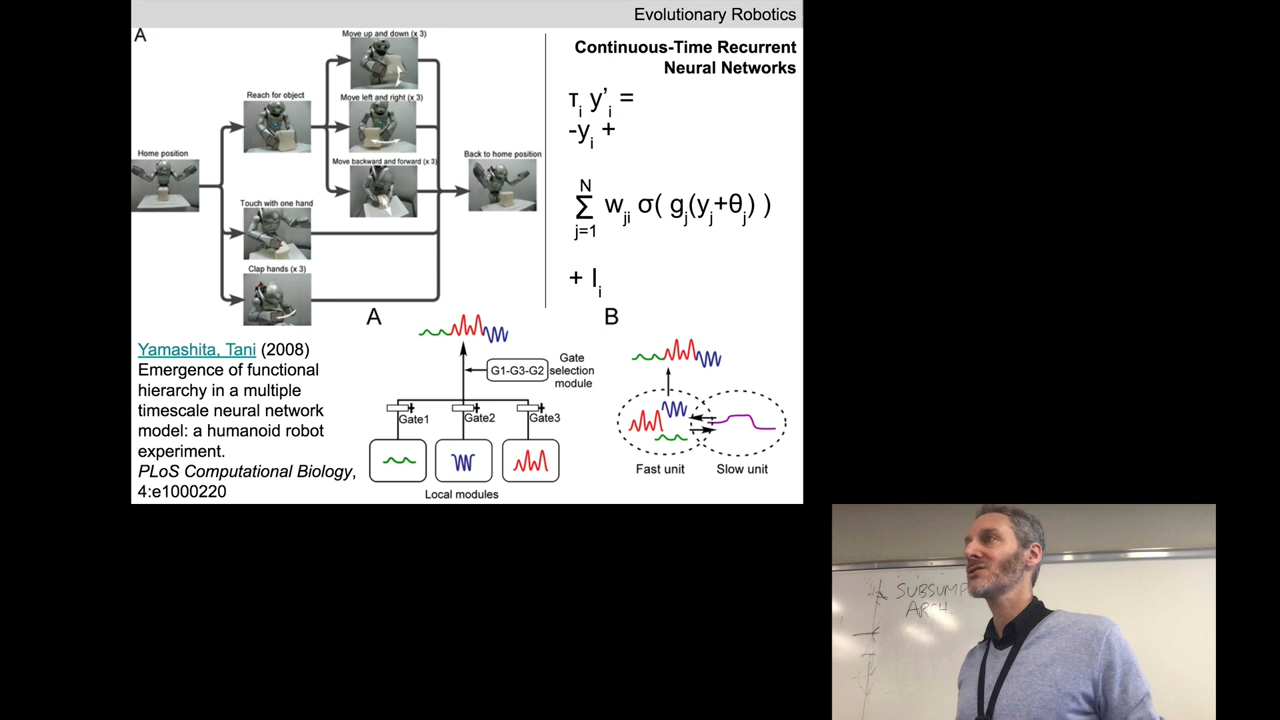 Evolutionary Robotics
A
Move up and down (x 3)
Reach for object
Move left and right (x 3)
Home position
Move backward and forward (x 3)
Back to home position
Touch with one hand
Clap hands (x 3)
Continuous-Time Recurrent
Neural Networks
τi y’i =
-yi +
N
Σ wji σ( gj(yj+θj) )
j=1
+ Ii
Yamashita, Tani (2008)
Emergence of functional
hierarchy in a multiple
timescale neural network
model: a humanoid robot
experiment.
PLoS Computational Biology,
4:e1000220
A
G1-G3-G2
Gate
selection
module
Gate1
Gate2
Gate3
Local modules
B
Fast unit
Slow unit
SUBSUMP
ARCH.